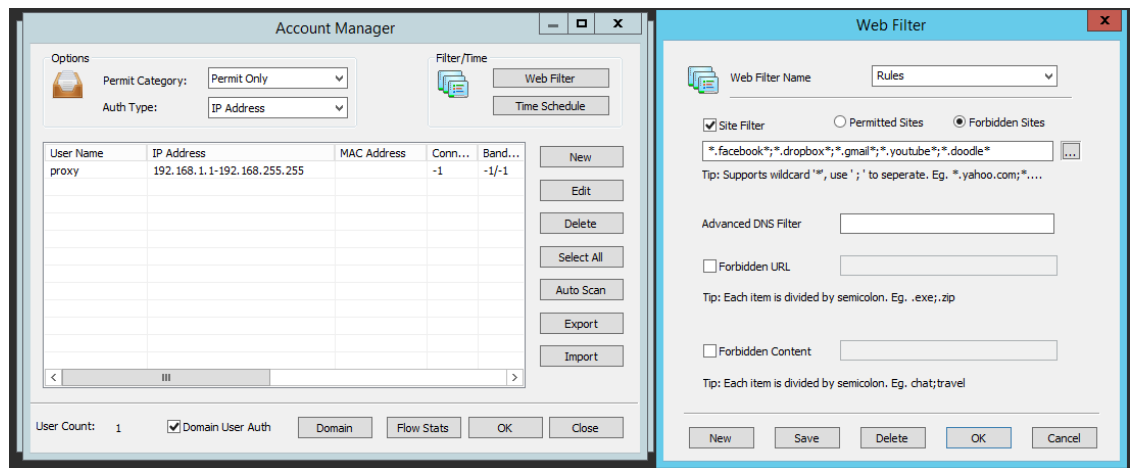 Account Manager
Options
Permit Category: Permit Only
Auth Type: IP Address
Filter/Time
Web Filter
Time Schedule
User Name IP Address MAC Address Conn... Band...
proxy 192.168.1.1-192.168.255.255 -1 -1/-1
New
Edit
Delete
Select All
Auto Scan
Export
Import
User Count: 1 Domain User Auth Domain Flow Stats OK Close
Web Filter
Web Filter Name Rules
Site Filter Permitted Sites Forbidden Sites
*.facebook*;*.dropbox*;*.gmail*;*.youtube*;*.doodle* ...
Tip: Supports wildcard '*', use ' ; ' to seperate. Eg. *.yahoo.com;*....
Advanced DNS Filter
Forbidden URL
Tip: Each item is divided by semicolon. Eg. .exe;.zip
Forbidden Content
Tip: Each item is divided by semicolon. Eg. chat;travel
New Save Delete OK Cancel